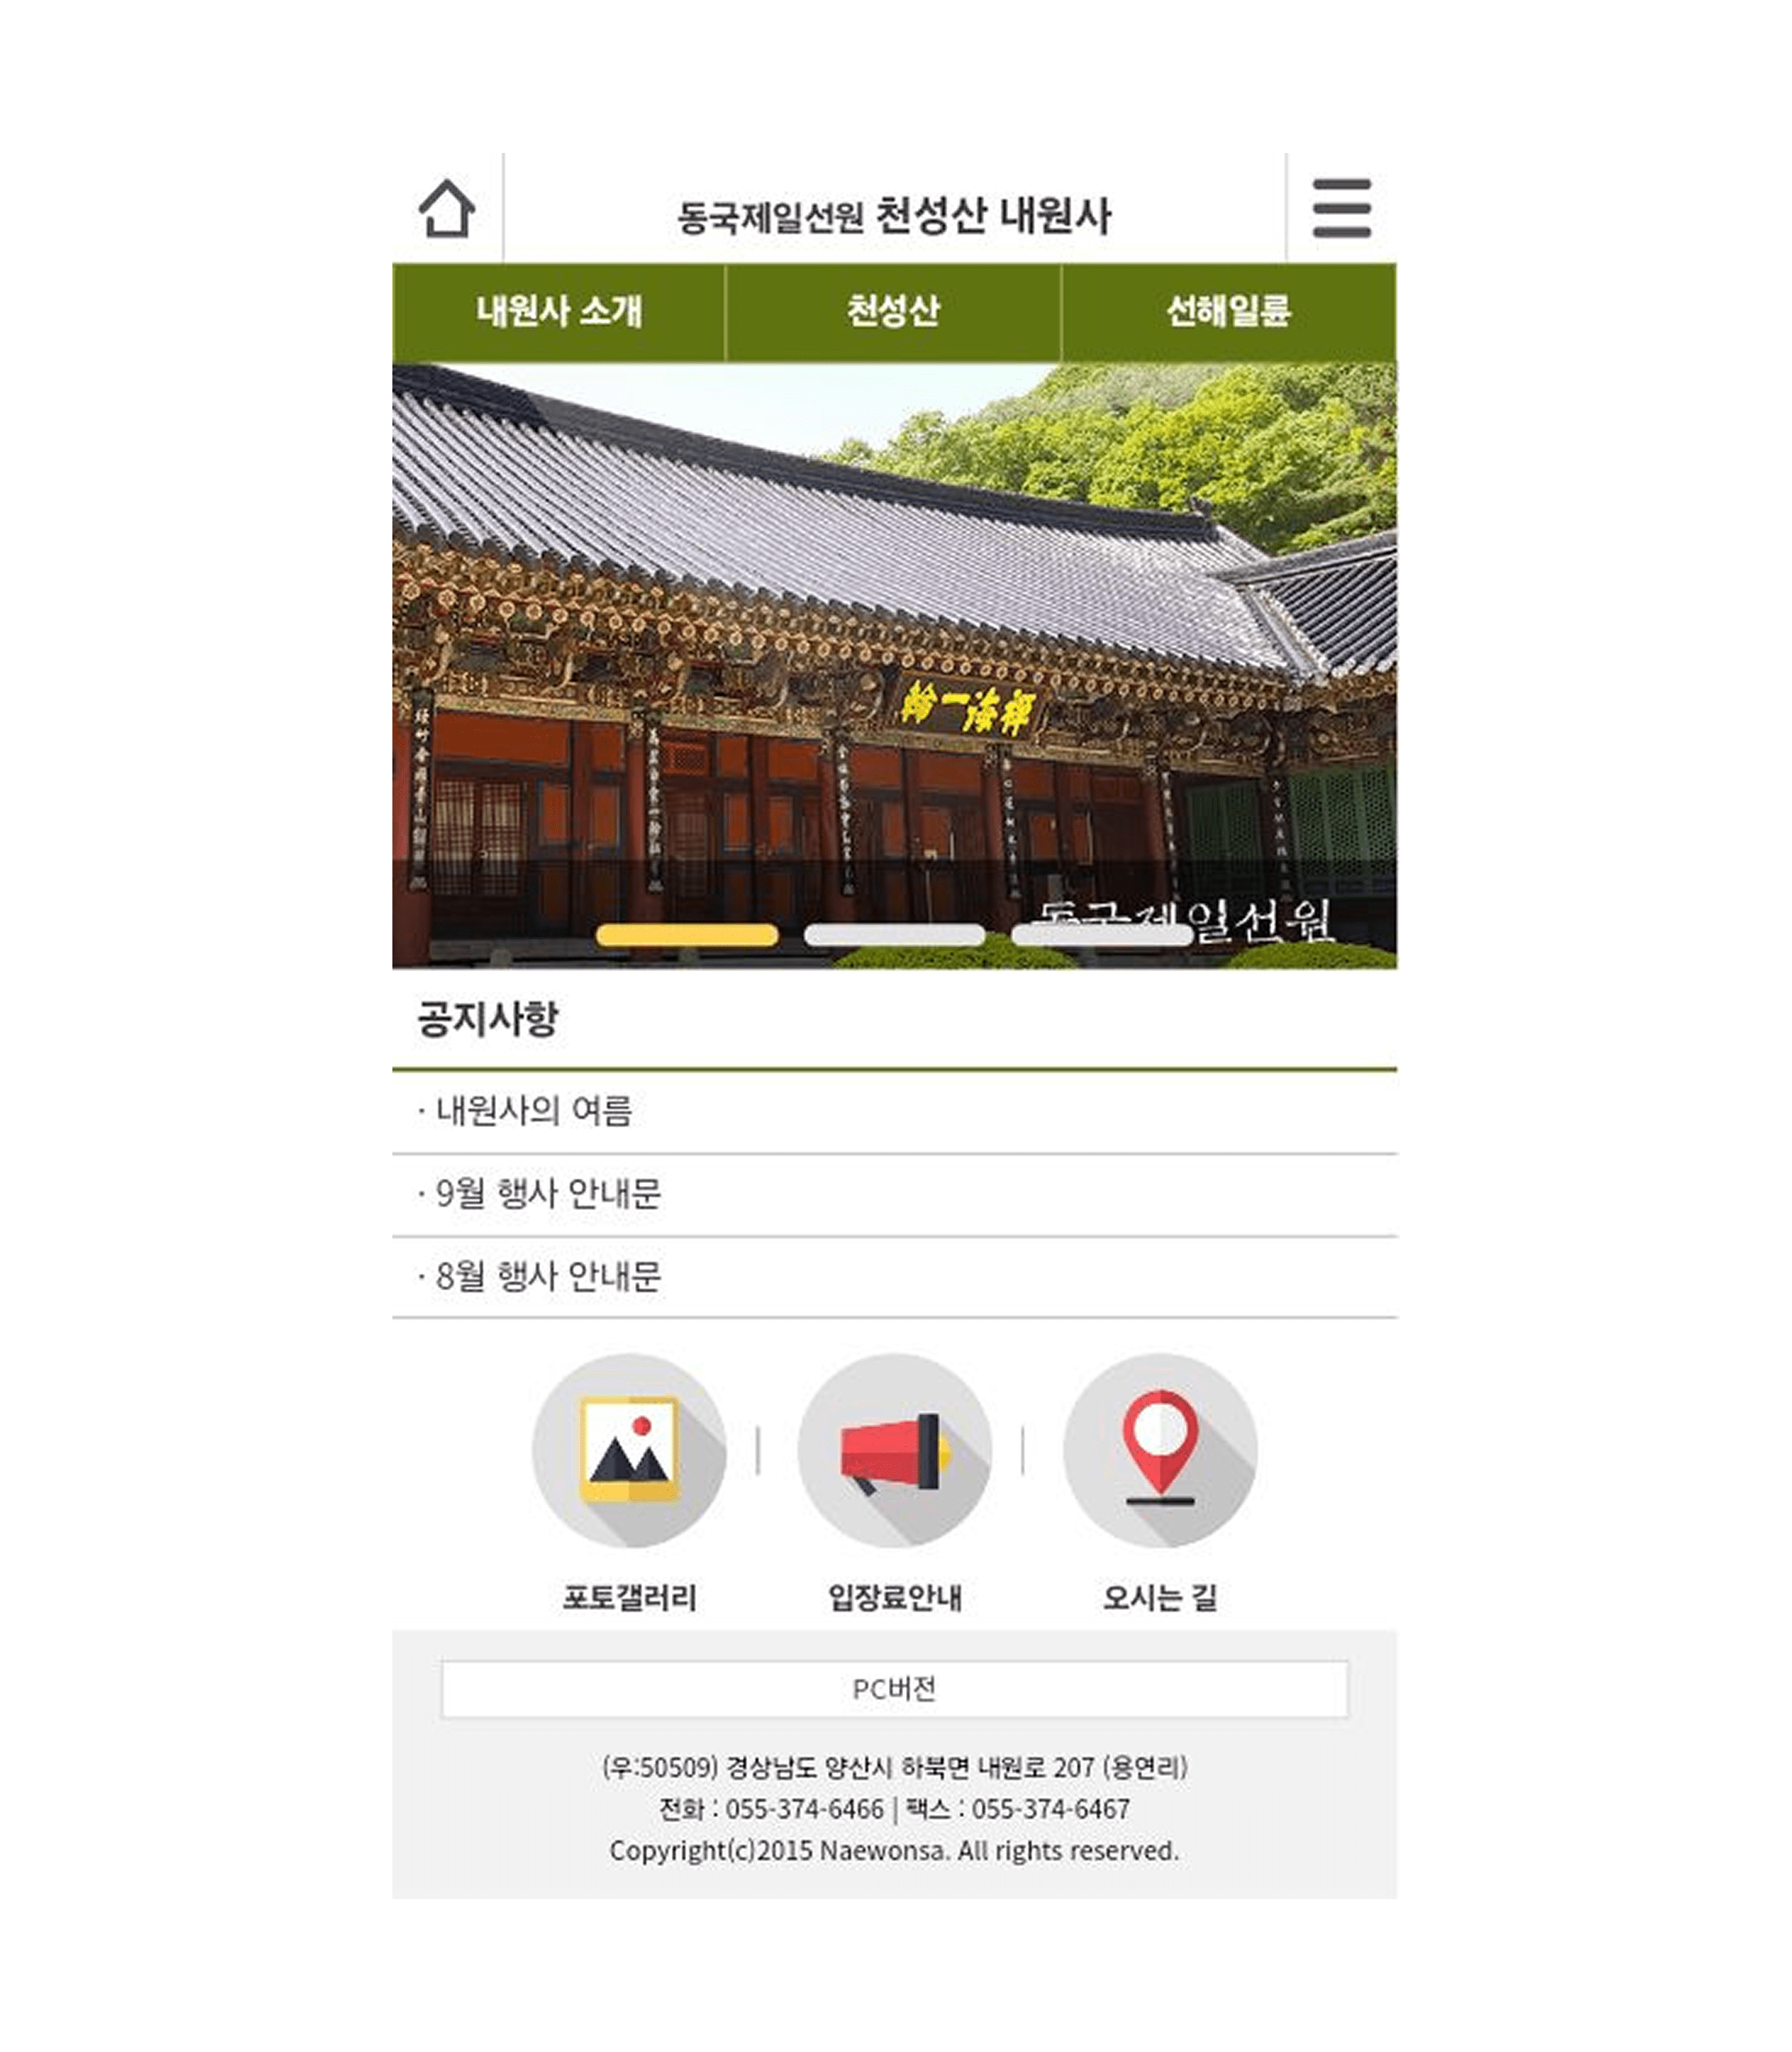 동국제일선원 천성산 내원사
내원사 소개
천성산
선해일륜
禪海一輪
동국제일선원
공지사항
· 내원사의 여름
· 9월 행사 안내문
· 8월 행사 안내문
포토갤러리
입장료안내
오시는 길
PC버전
(우:50509) 경상남도 양산시 하북면 내원로 207 (용연리)
전화 : 055-374-6466 | 팩스 : 055-374-6467
Copyright(c)2015 Naewonsa. All rights reserved.